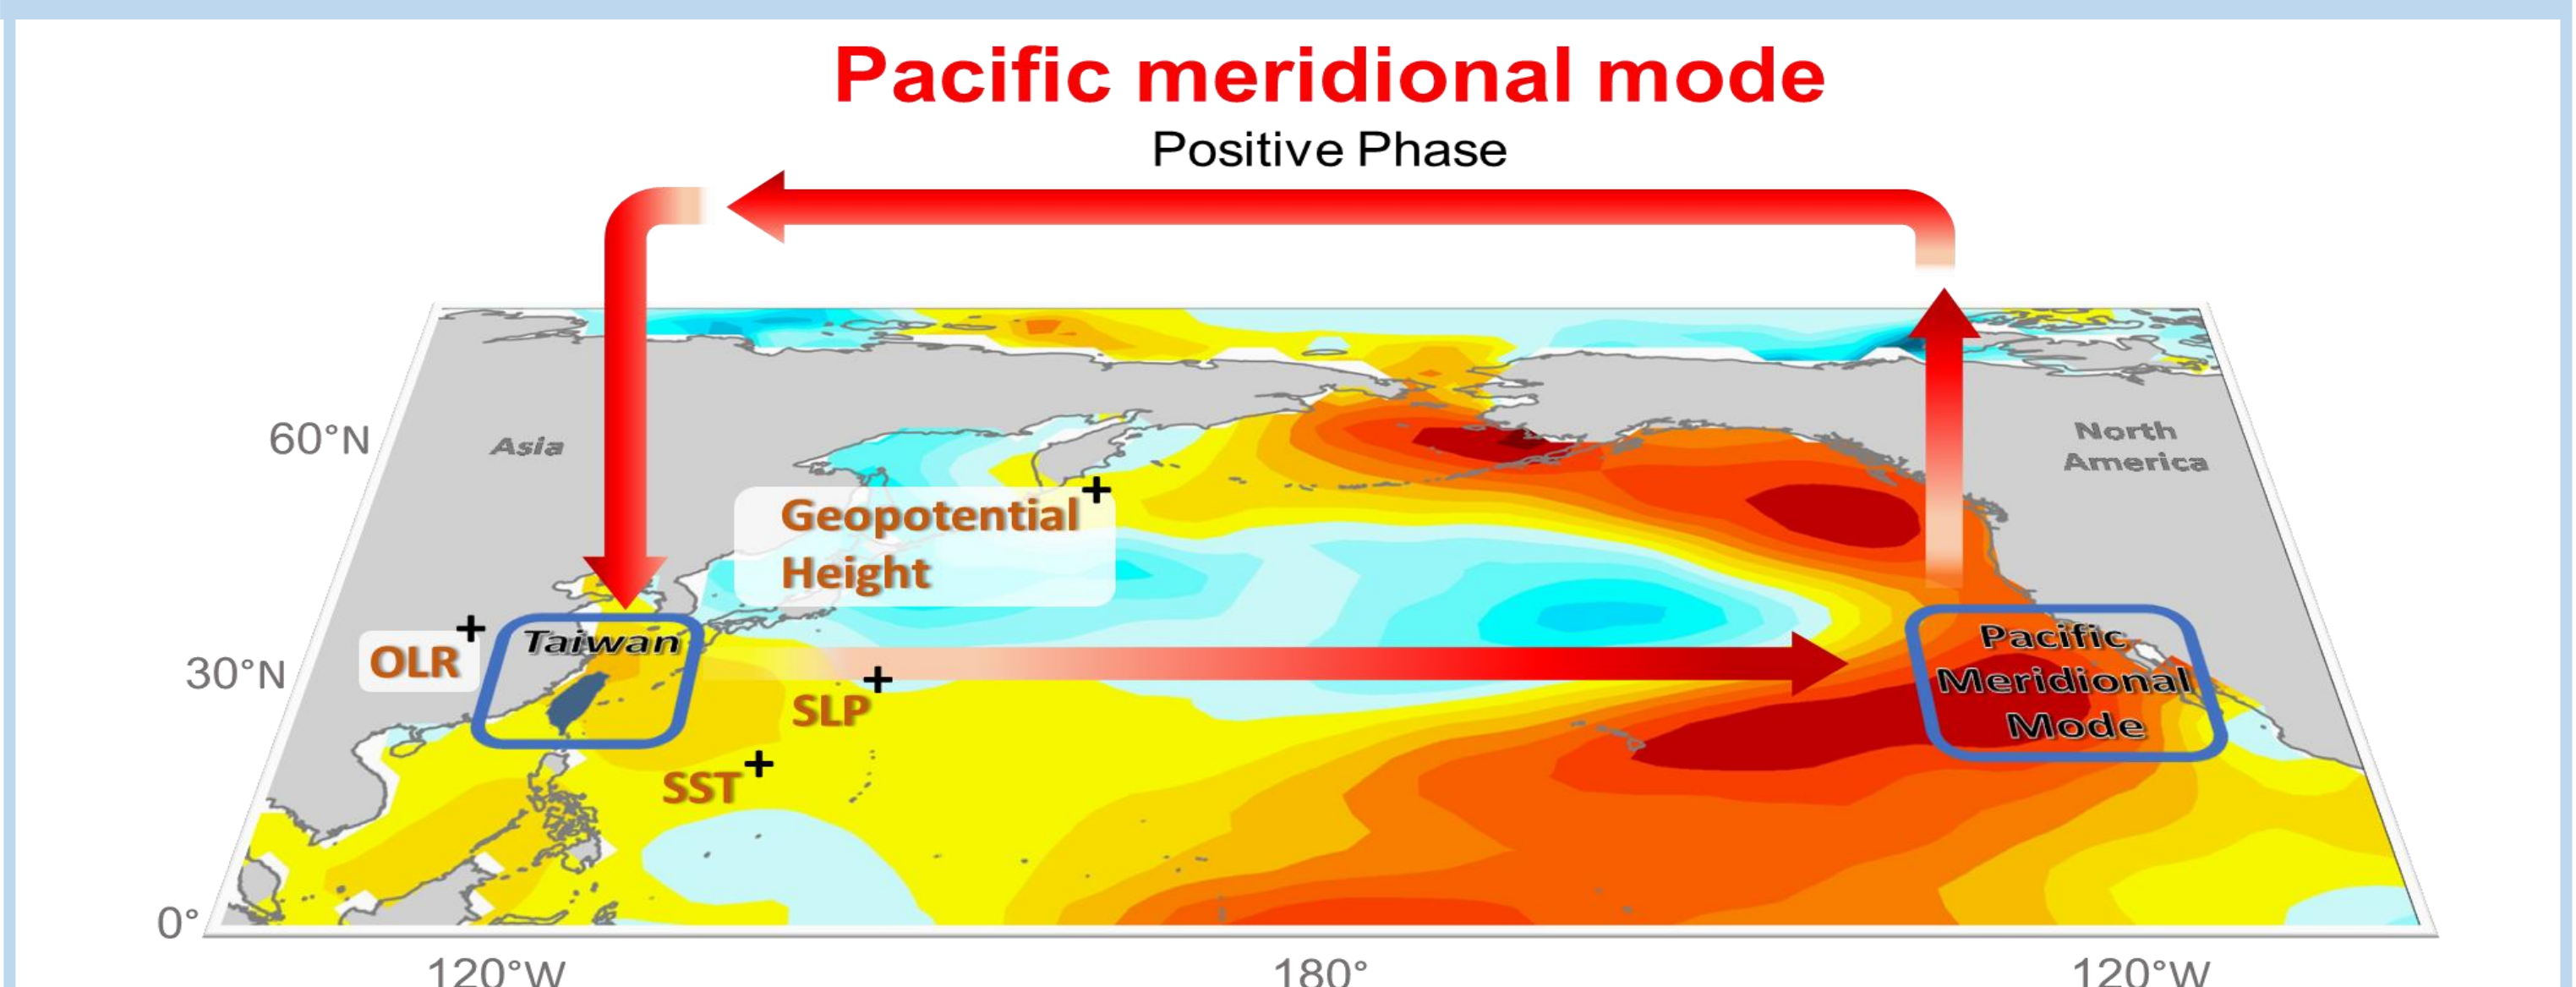 Pacific meridional mode
Positive Phase
60°N
Asia
North
America
Geopotential+
Height
OLR+
Taiwan
30°N
SLP+
Pacific
Meridional
Mode
SST+
0°
120°W
180°
120°W